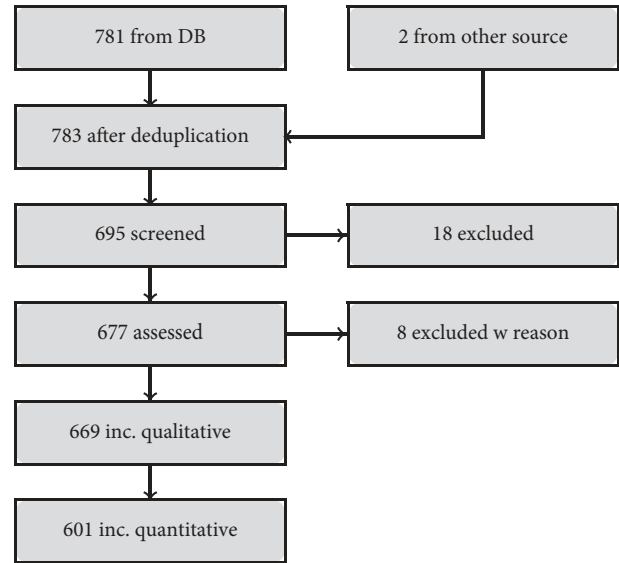 781 from DB
2 from other source
783 after deduplication
695 screened
18 excluded
677 assessed
8 excluded w reason
669 inc. qualitative
601 inc. quantitative